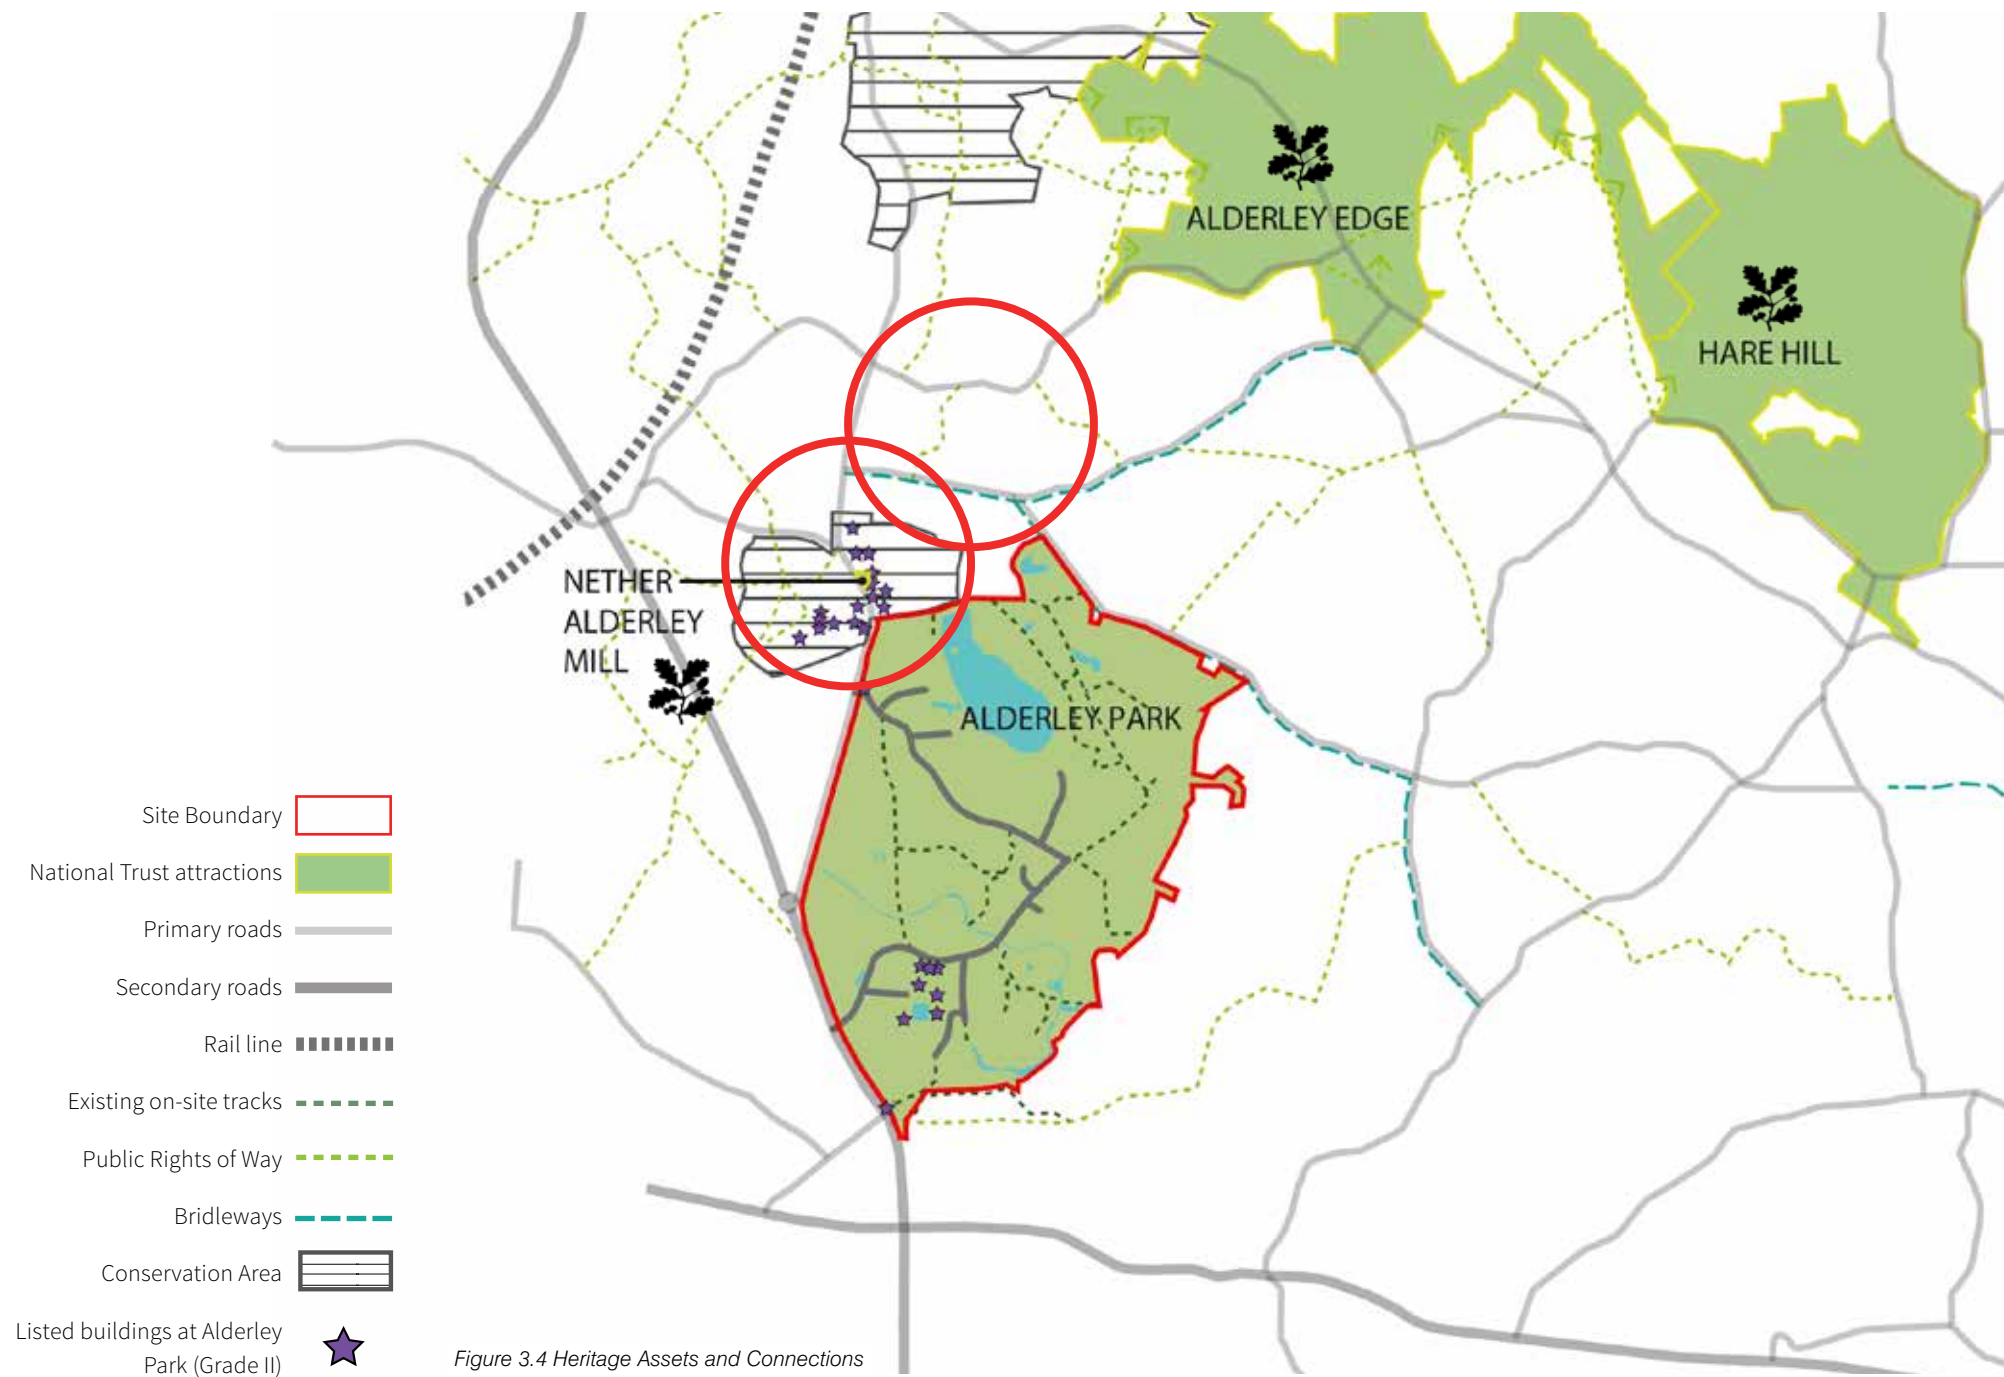 ALDERLEY EDGE
HARE HILL
NETHER
ALDERLEY
MILL
ALDERLEY PARK
Site Boundary
National Trust attractions
Primary roads
Secondary roads
Rail line
Existing on-site tracks
Public Rights of Way
Bridleways
Conservation Area
Listed buildings at Alderley
Park (Grade II)
Figure 3.4 Heritage Assets and Connections